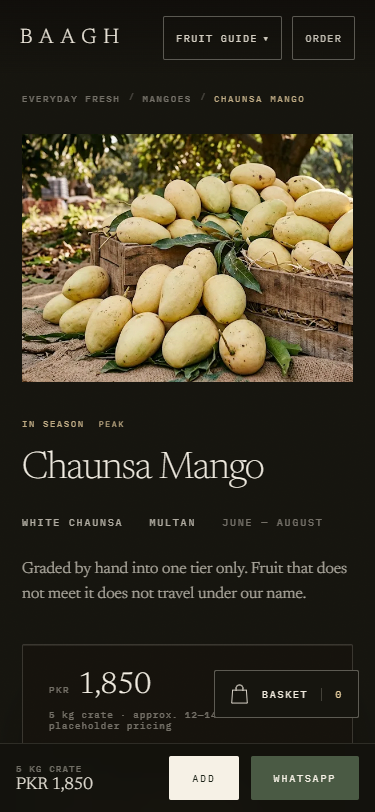 BAAGH
FRUIT GUIDE ▾
ORDER
EVERYDAY FRESH / MANGOES / CHAUNSA MANGO
IN SEASON PEAK
Chaunsa Mango
WHITE CHAUNSA MULTAN JUNE — AUGUST
Graded by hand into one tier only. Fruit that does
not meet it does not travel under our name.
PKR 1,850
5 kg crate · approx. 12–14
placeholder pricing
BASKET 0
5 KG CRATE
PKR 1,850
ADD
WHATSAPP